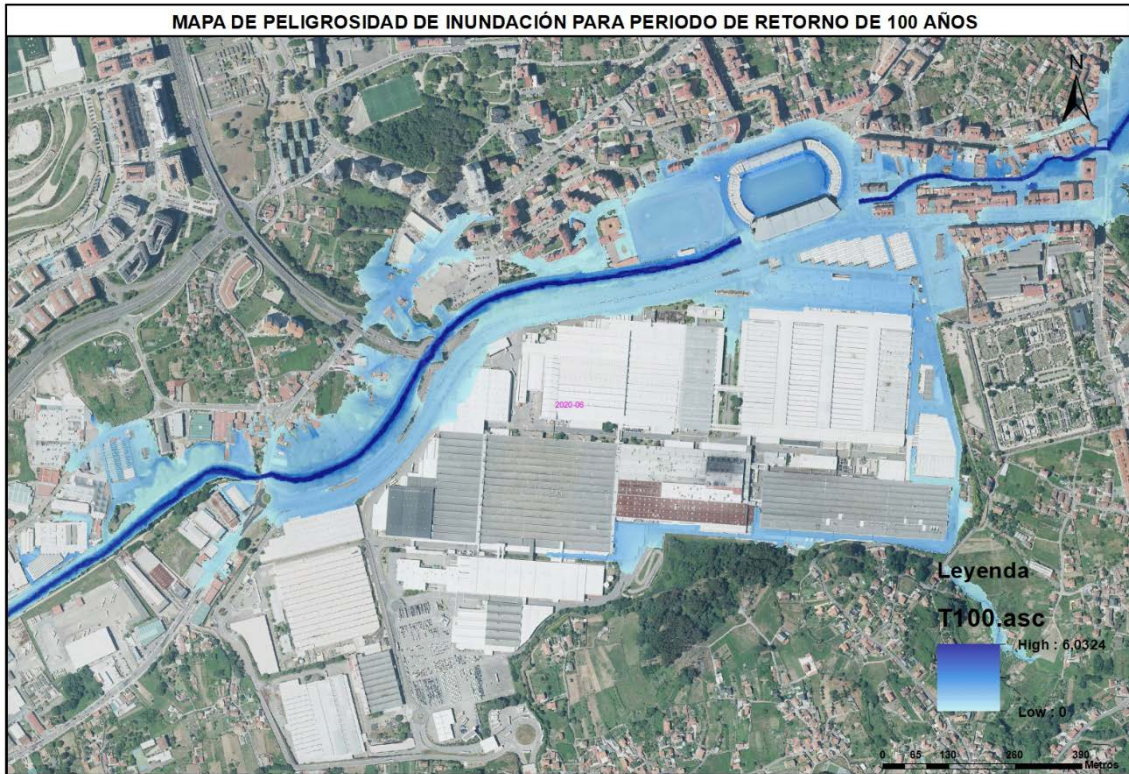 MAPA DE PELIGROSIDAD DE INUNDACIÓN PARA PERIODO DE RETORNO DE 100 AÑOS
N
2020-06
Leyenda
T100.asc
High : 6,0324
Low : 0
0 65 130 260 390
Metros